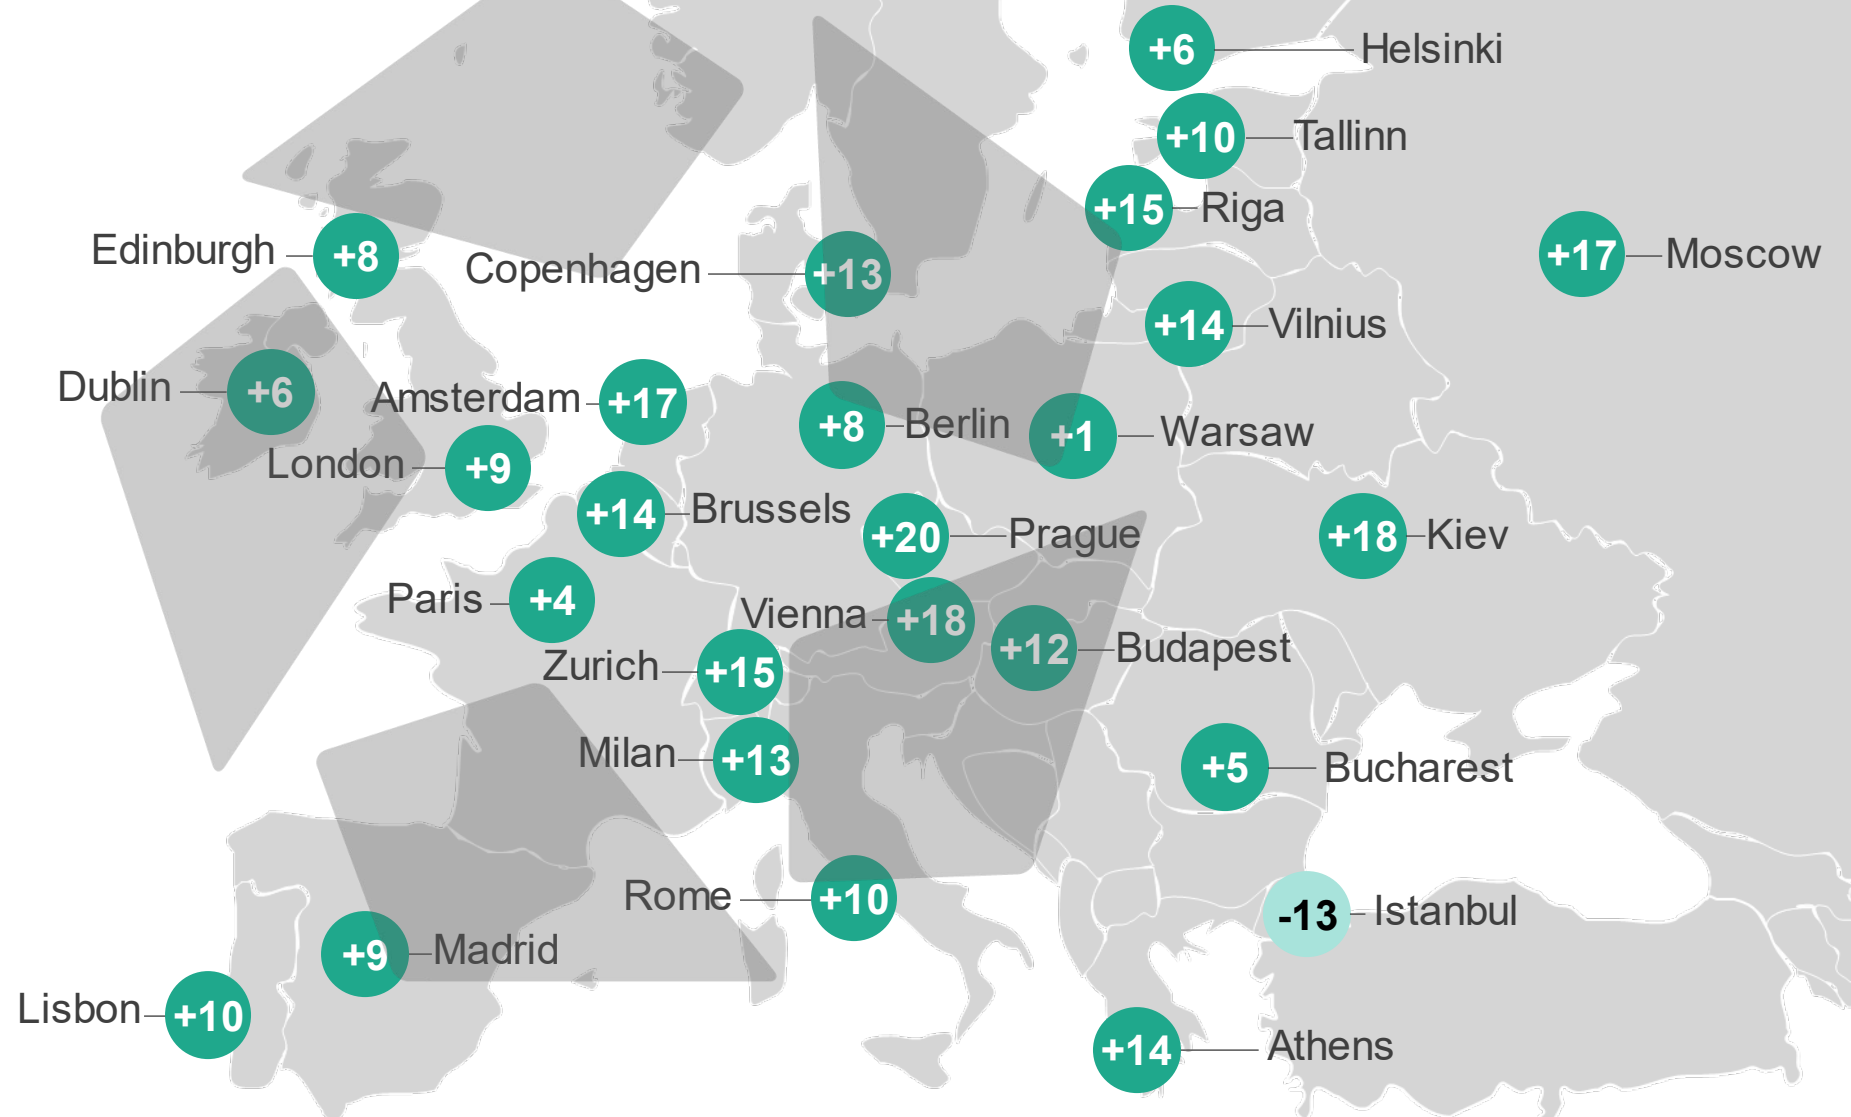 +6 Helsinki
+10 Tallinn
+15 Riga
Edinburgh +8
Copenhagen +13
+17 Moscow
+14 Vilnius
Dublin +6
Amsterdam +17
+8 Berlin
+1 Warsaw
London +9
+14 Brussels
+20 Prague
+18 Kiev
Paris +4
Vienna +18
+12 Budapest
Zurich +15
Milan +13
+5 Bucharest
Rome +10
-13 Istanbul
+9 Madrid
Lisbon +10
+14 Athens